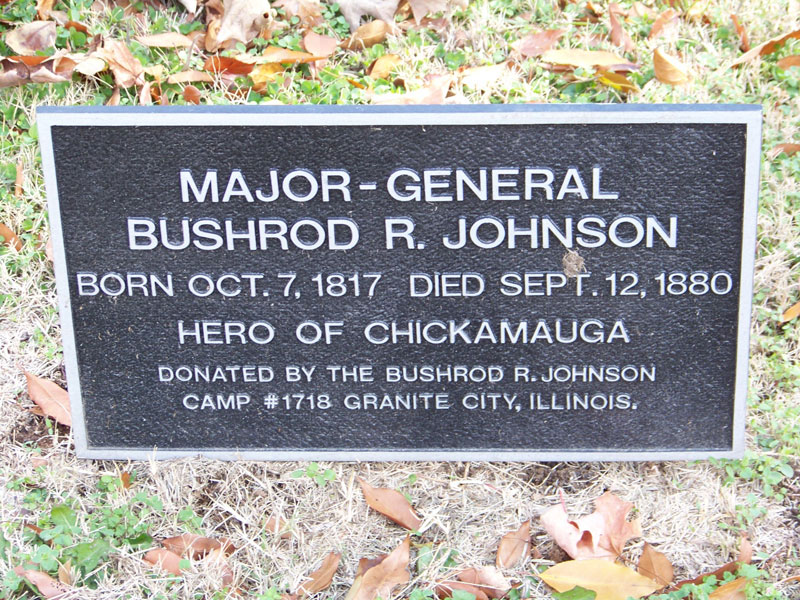 MAJOR-GENERAL
BUSHROD R. JOHNSON
BORN OCT. 7, 1817 DIED SEPT. 12, 1880
HERO OF CHICKAMAUGA
DONATED BY THE BUSHROD R. JOHNSON
CAMP #1718 GRANITE CITY, ILLINOIS.